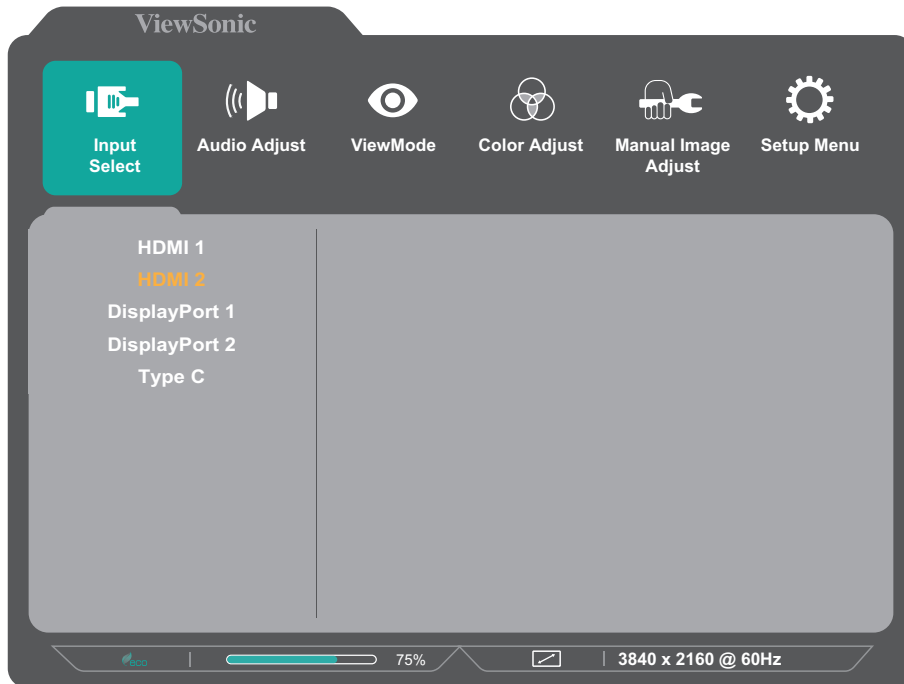 ViewSonic
Input
Select
Audio Adjust
ViewMode
Color Adjust
Manual Image
Adjust
Setup Menu
HDMI 1
HDMI 2
DisplayPort 1
DisplayPort 2
Type C
eco
75%
3840 x 2160 @ 60Hz